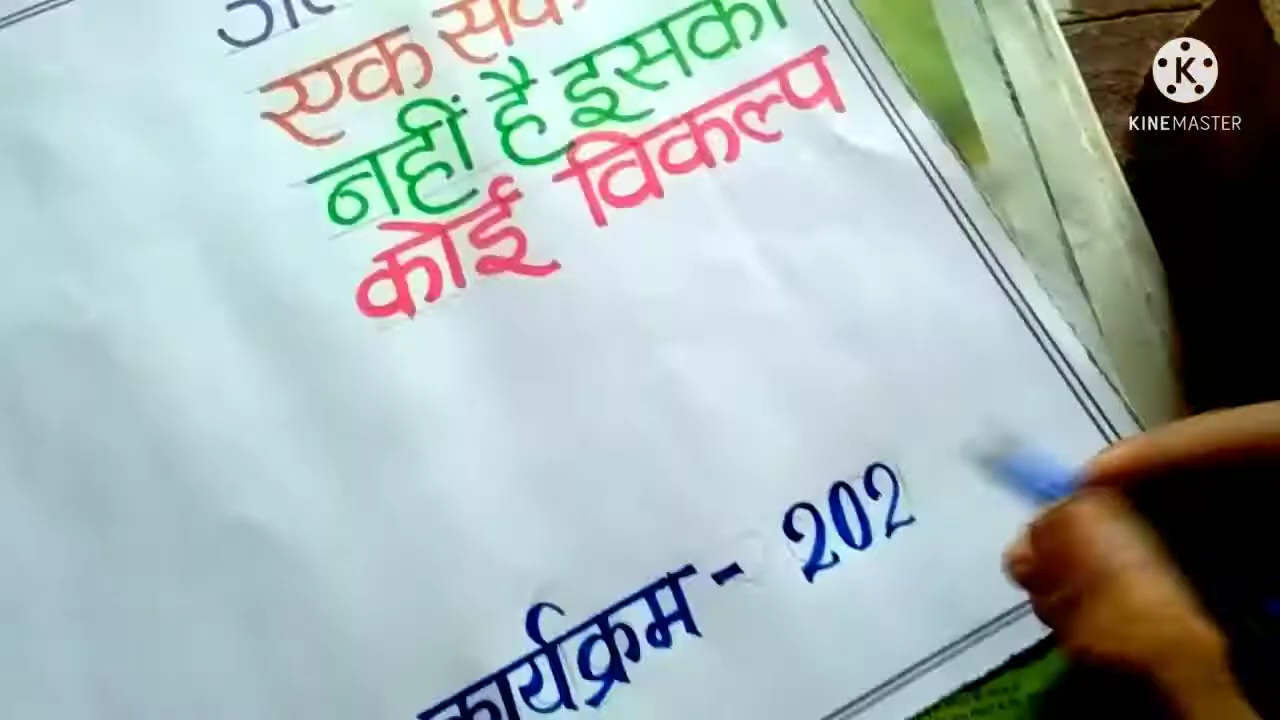 एक
नहीं है इसका
कोई विकल्प
कार्यक्रम - 202
KINEMASTER